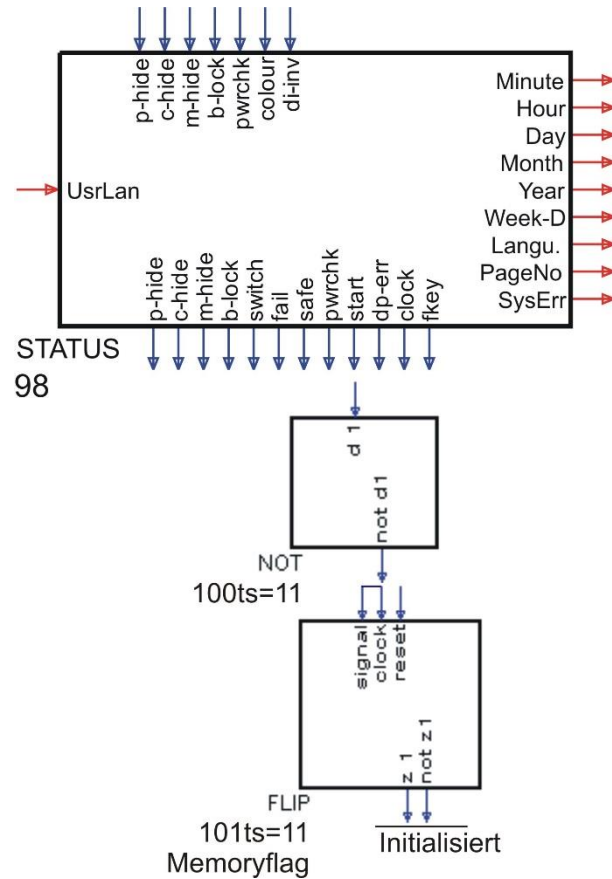 p-hide
c-hide
m-hide
b-lock
pwrchk
colour
di-inv
Minute
Hour
Day
Month
Year
Week-D
Langu.
PageNo
SysErr
UsrLan
p-hide
c-hide
m-hide
b-lock
switch
fail
safe
pwrchk
start
dp-err
clock
fkey
STATUS
98
d 1
not d1
NOT
100ts=11
signal
clock
reset
z 1
not z 1
FLIP
101ts=11
Memoryflag
Initialisiert